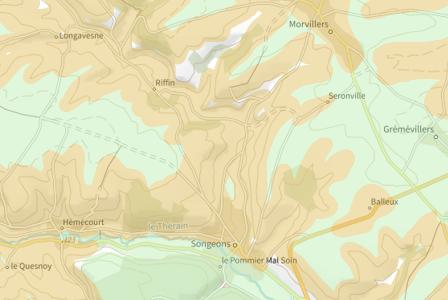 Morvillers
Longavesne
Riffin
Seronville
Grémévillers
Balleux
Hémécourt
le Thérain
Songeons
le Pommier Mal Soin
le Quesnoy